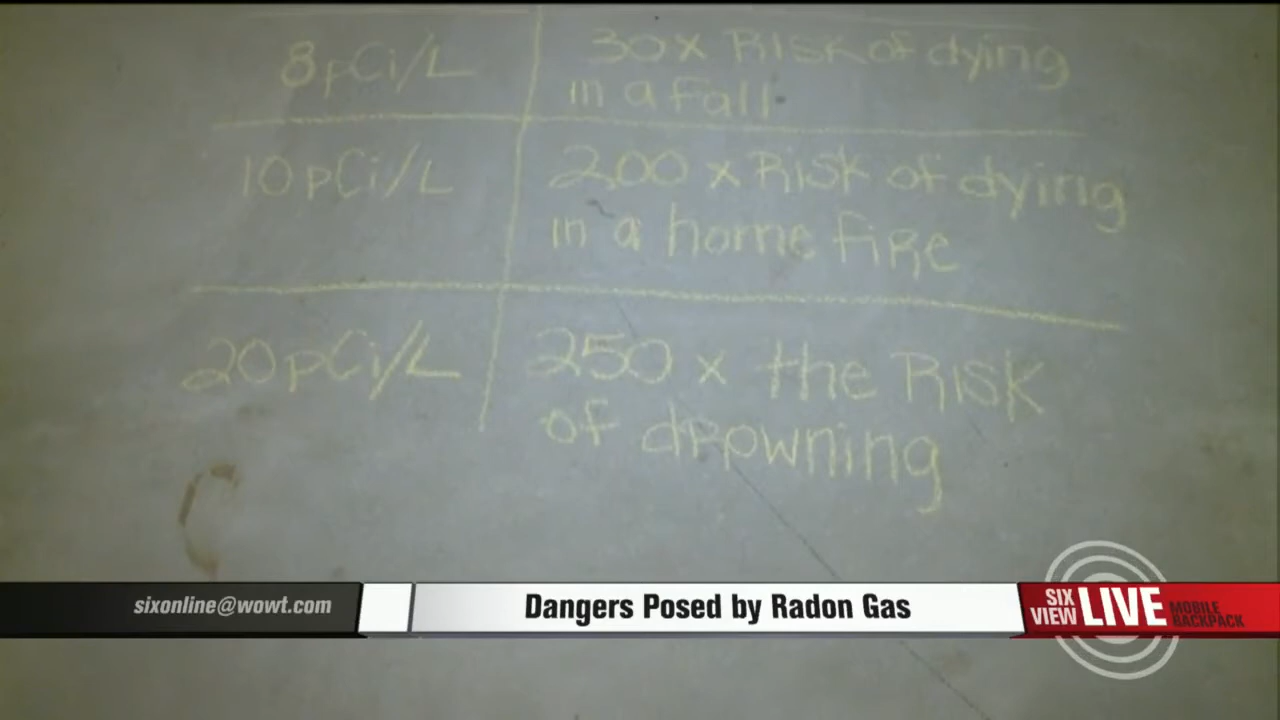 8pCi/L
30x Risk of dying
in a fall
10pCi/L
200 x Risk of dying
in a home fire
20pCi/L
250 x the Risk
of drowning
sixonline@wowt.com
Dangers Posed by Radon Gas
SIX
VIEW
LIVE
MOBILE
BACKPACK